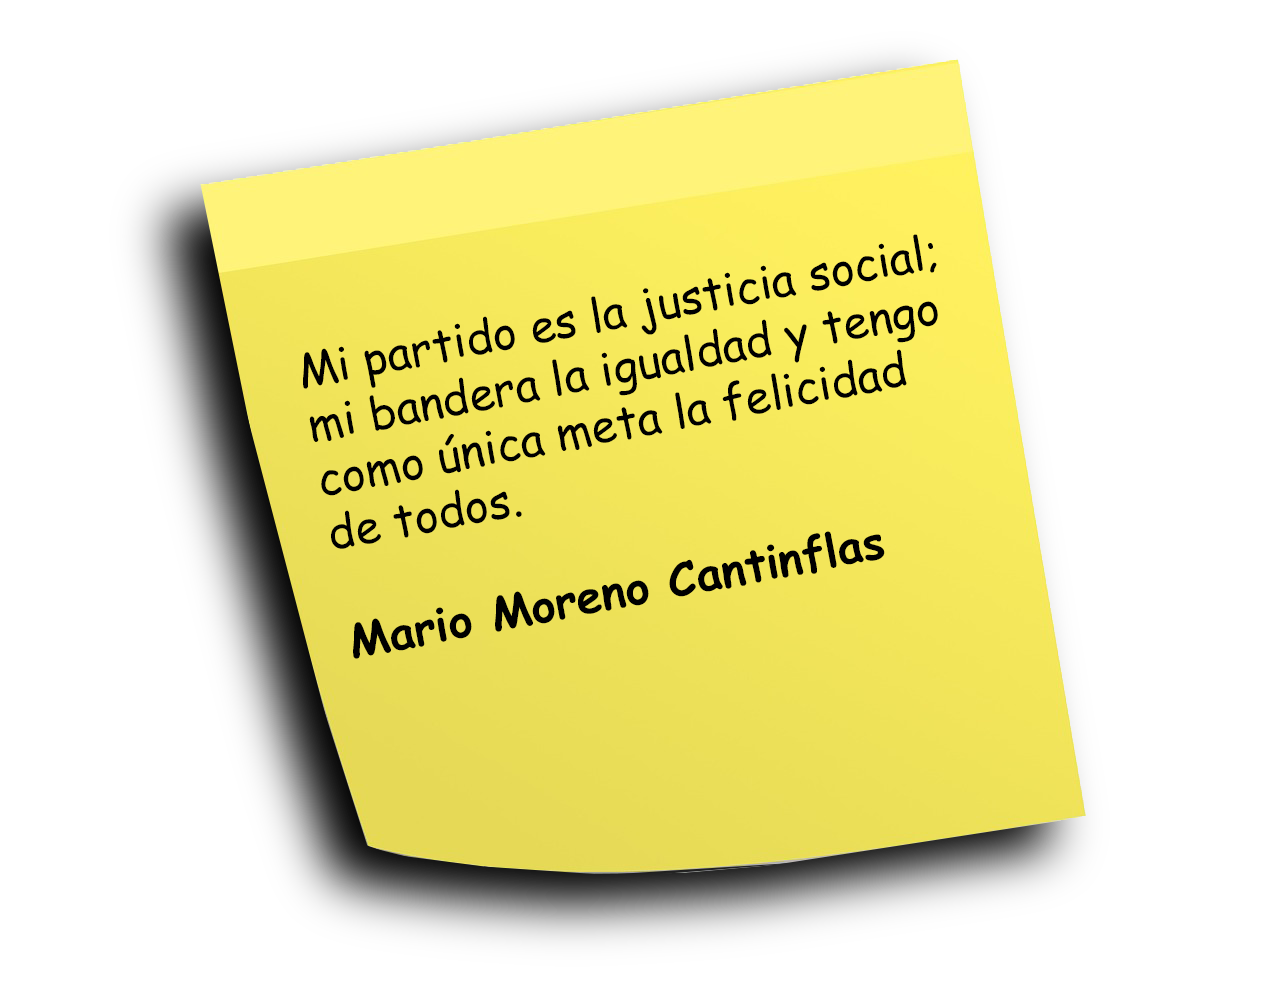 Mi partido es la justicia social;
mi bandera la igualdad y tengo
como única meta la felicidad
de todos.
Mario Moreno Cantinflas